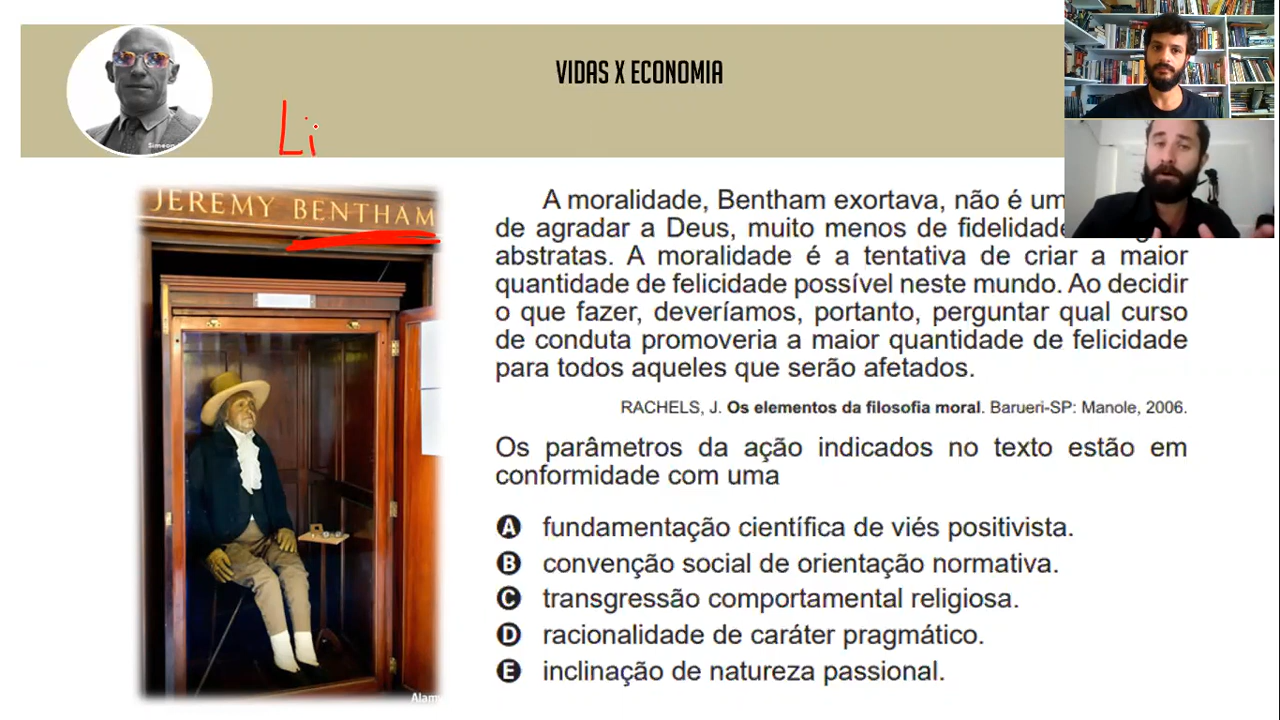 VIDAS X ECONOMIA
Simeon
Li
JEREMY BENTHAM
A moralidade, Bentham exortava, não é um
de agradar a Deus, muito menos de fidelidade
abstratas. A moralidade é a tentativa de criar a maior
quantidade de felicidade possível neste mundo. Ao decidir
o que fazer, deveríamos, portanto, perguntar qual curso
de conduta promoveria a maior quantidade de felicidade
para todos aqueles que serão afetados.
RACHELS, J. Os elementos da filosofia moral. Barueri-SP: Manole, 2006.
Os parâmetros da ação indicados no texto estão em
conformidade com uma
A fundamentação científica de viés positivista.
B convenção social de orientação normativa.
C transgressão comportamental religiosa.
D racionalidade de caráter pragmático.
E inclinação de natureza passional.
Alam